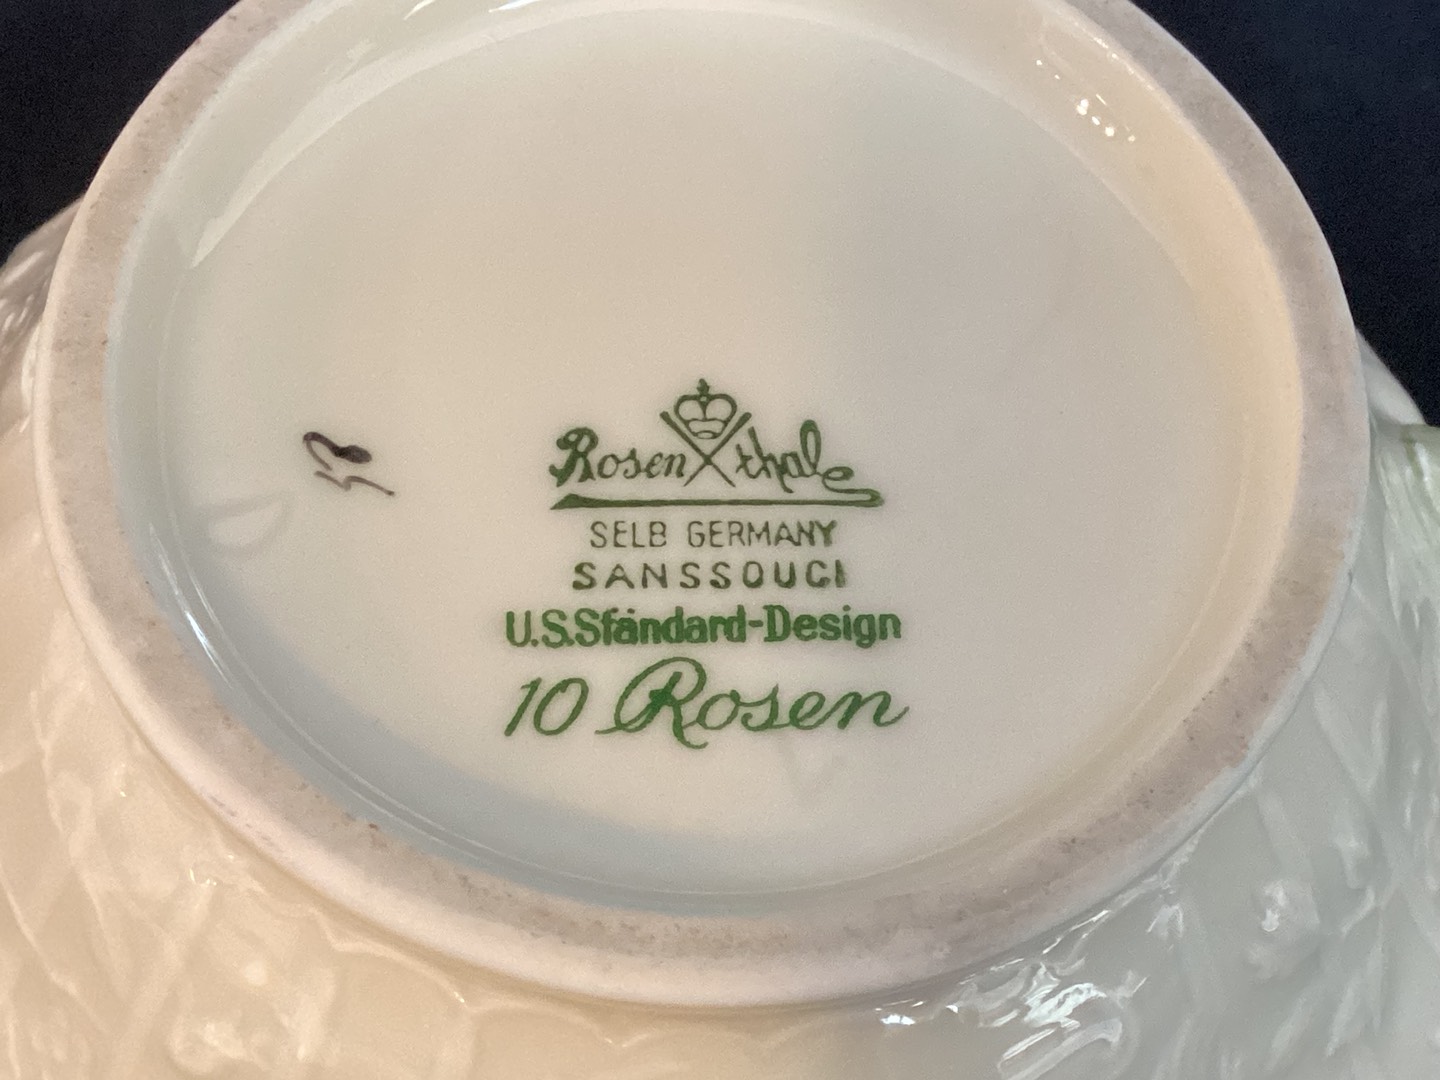 Rosenthal
SELB GERMANY
SANSSOUCI
U.S.Ständard-Design
10 Rosen